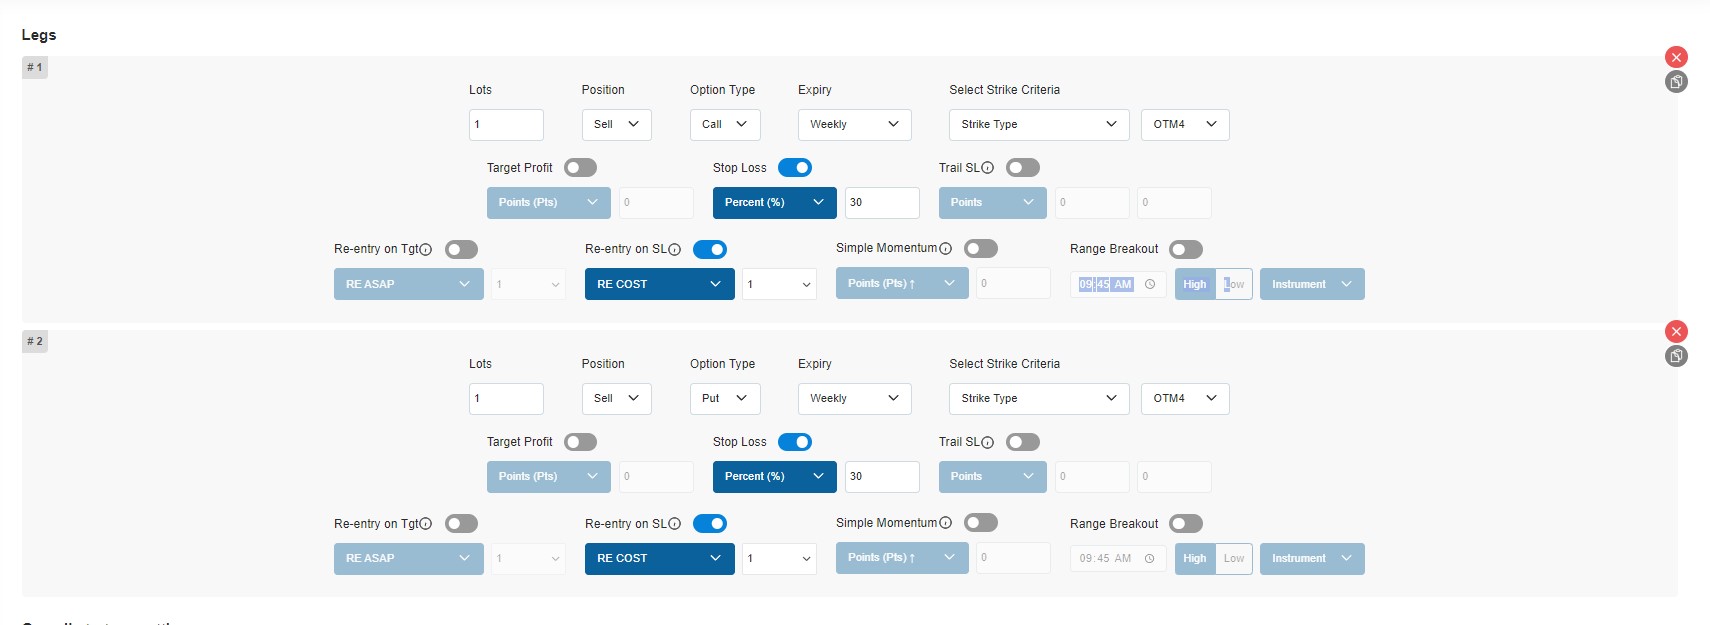 Legs
# 1
Lots Position Option Type Expiry Select Strike Criteria
1 Sell Call Weekly Strike Type OTM4
Target Profit Stop Loss Trail SL
Points (Pts) 0 Percent (%) 30 Points 0 0
Re-entry on Tgt Re-entry on SL Simple Momentum Range Breakout
RE ASAP 1 RE COST 1 Points (Pts) ↑ 0 09:45 AM High Low Instrument
# 2
Lots Position Option Type Expiry Select Strike Criteria
1 Sell Put Weekly Strike Type OTM4
Target Profit Stop Loss Trail SL
Points (Pts) 0 Percent (%) 30 Points 0 0
Re-entry on Tgt Re-entry on SL Simple Momentum Range Breakout
RE ASAP 1 RE COST 1 Points (Pts) ↑ 0 09:45 AM High Low Instrument